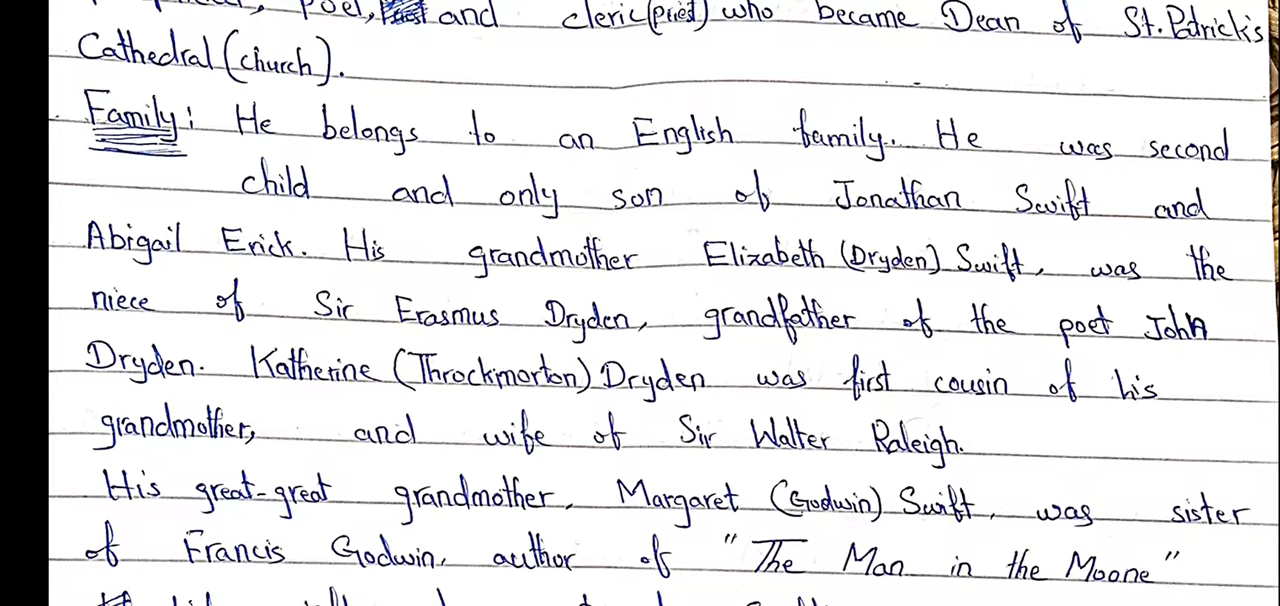 poet, and cleric(priest) who became Dean of St. Patrick's
Cathedral (church).
Family: He belongs to an English family. He was second
child and only son of Jonathan Swift and
Abigail Erick. His grandmother Elizabeth (Dryden) Swift, was the
niece of Sir Erasmus Dryden, grandfather of the poet John
Dryden. Katherine (Throckmorton) Dryden was first cousin of his
grandmother, and wife of Sir Walter Raleigh.
His great-great grandmother, Margaret (Godwin) Swift, was sister
of Francis Godwin, author of "The Man in the Moone"